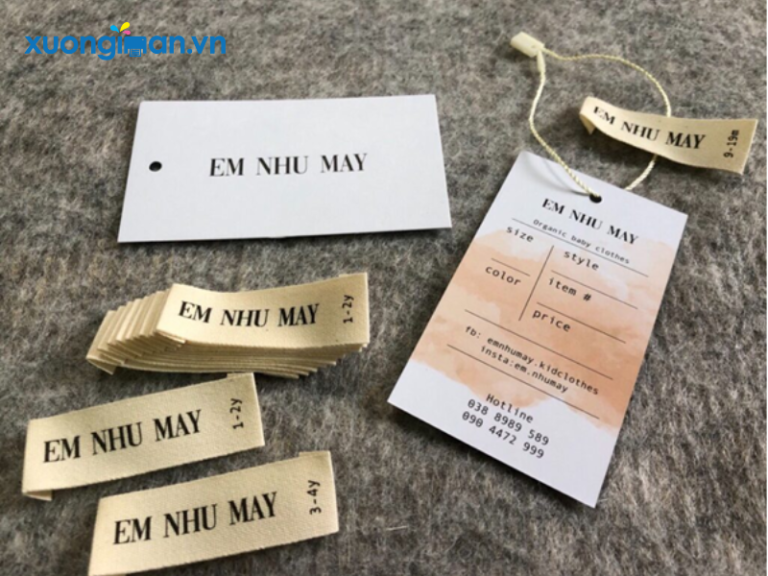 xuonginan.vn
EM NHU MAY
EM NHU MAY
9-19m
EM NHU MAY
Organic baby clothes
size
style
color
item #
price
fb: emnhumay.kidclothes
insta:em.nhumay
Hotline
038 8989 589
090 4472 999
EM NHU MAY
1-2y
EM NHU MAY
1-2y
EM NHU MAY
3-4y